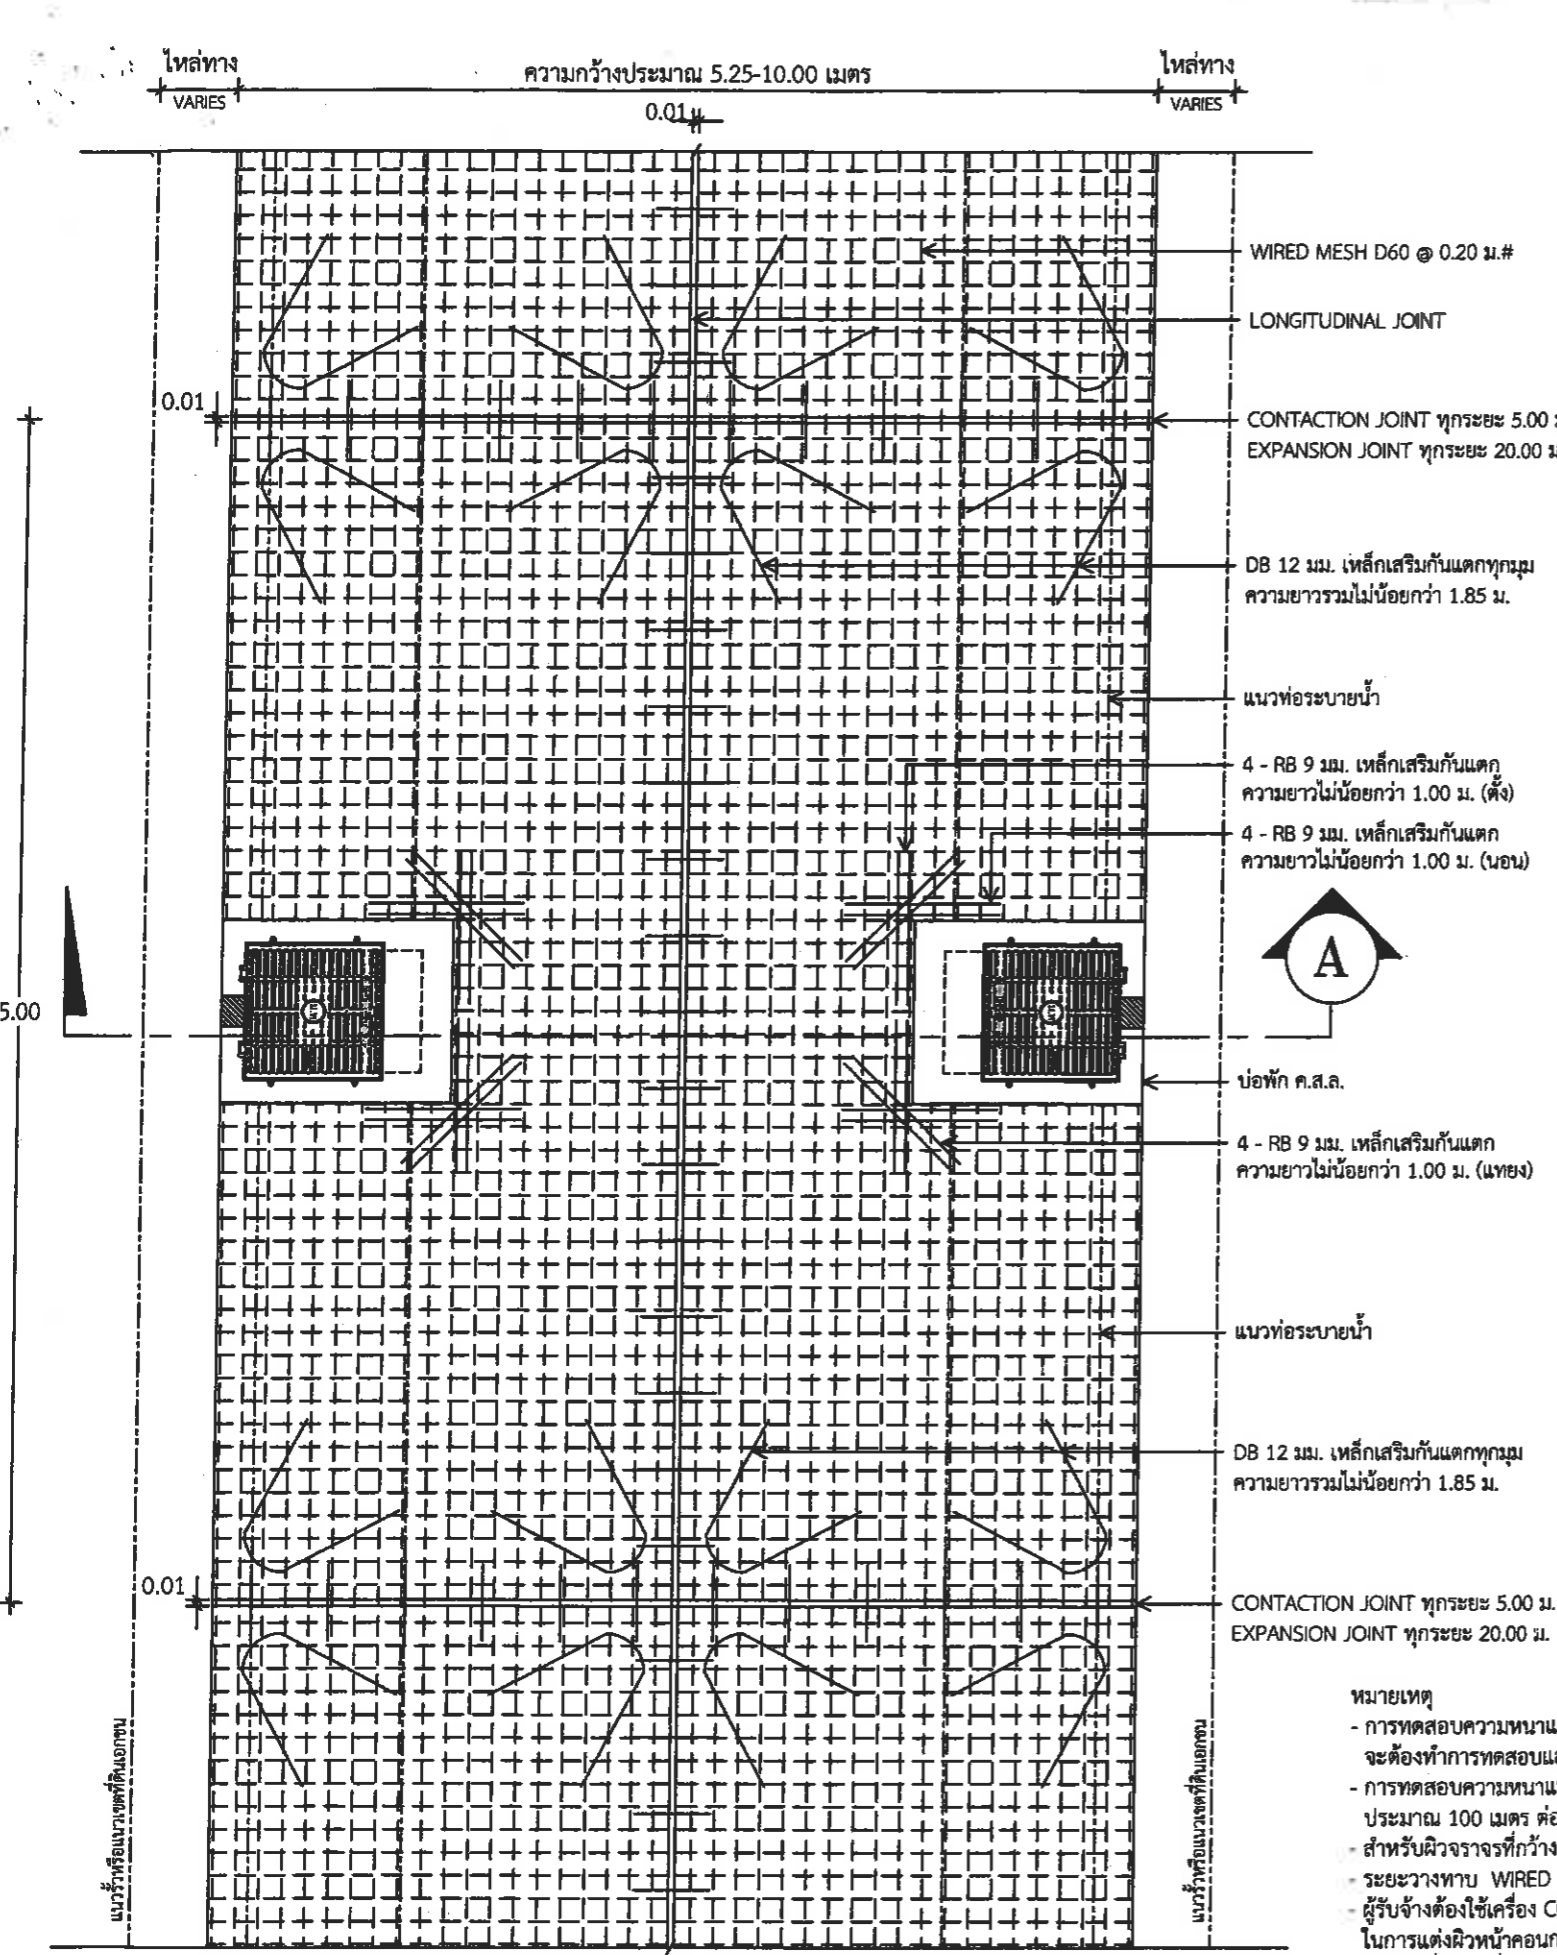 ไหล่ทาง
VARIES
ความกว้างประมาณ 5.25-10.00 เมตร
ไหล่ทาง
VARIES
0.01
WIRED MESH D60 @ 0.20 ม.#
LONGITUDINAL JOINT
0.01
CONTACTION JOINT ทุกระยะ 5.00
EXPANSION JOINT ทุกระยะ 20.00 ม
DB 12 มม. เหล็กเสริมกันแตกทุกมุม
ความยาวรวมไม่น้อยกว่า 1.85 ม.
แนวท่อระบายน้ำ
4 - RB 9 มม. เหล็กเสริมกันแตก
ความยาวไม่น้อยกว่า 1.00 ม. (ตั้ง)
4 - RB 9 มม. เหล็กเสริมกันแตก
ความยาวไม่น้อยกว่า 1.00 ม. (นอน)
A
5.00
บ่อพัก ค.ส.ล.
4 - RB 9 มม. เหล็กเสริมกันแตก
ความยาวไม่น้อยกว่า 1.00 ม. (แทยง)
แนวท่อระบายน้ำ
DB 12 มม. เหล็กเสริมกันแตกทุกมุม
ความยาวรวมไม่น้อยกว่า 1.85 ม.
0.01
CONTACTION JOINT ทุกระยะ 5.00 ม.
EXPANSION JOINT ทุกระยะ 20.00 ม.
แนวรั้วหรือแนวเขตที่ดินเอกชน
แนวรั้วหรือแนวเขตที่ดินเอกชน
หมายเหตุ
- การทดสอบความหนาแ
จะต้องทำการทดสอบแ
- การทดสอบความหนาแ
ประมาณ 100 เมตร ต่อ
- สำหรับผิวจราจรที่กว้าง
- ระยะวางทาบ WIRED
- ผู้รับจ้างต้องใช้เครื่อง C
ในการแต่งผิวหน้าคอนก